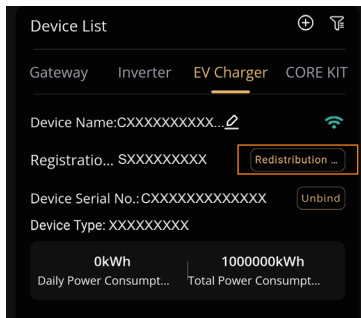 Device List
Gateway Inverter EV Charger CORE KIT
Device Name:CXXXXXXXXXX...
Registratio... SXXXXXXXXX Redistribution ...
Device Serial No.: CXXXXXXXXXXXXX Unbind
Device Type: XXXXXXXXX
0kWh 1000000kWh
Daily Power Consumpt... Total Power Consumpt...